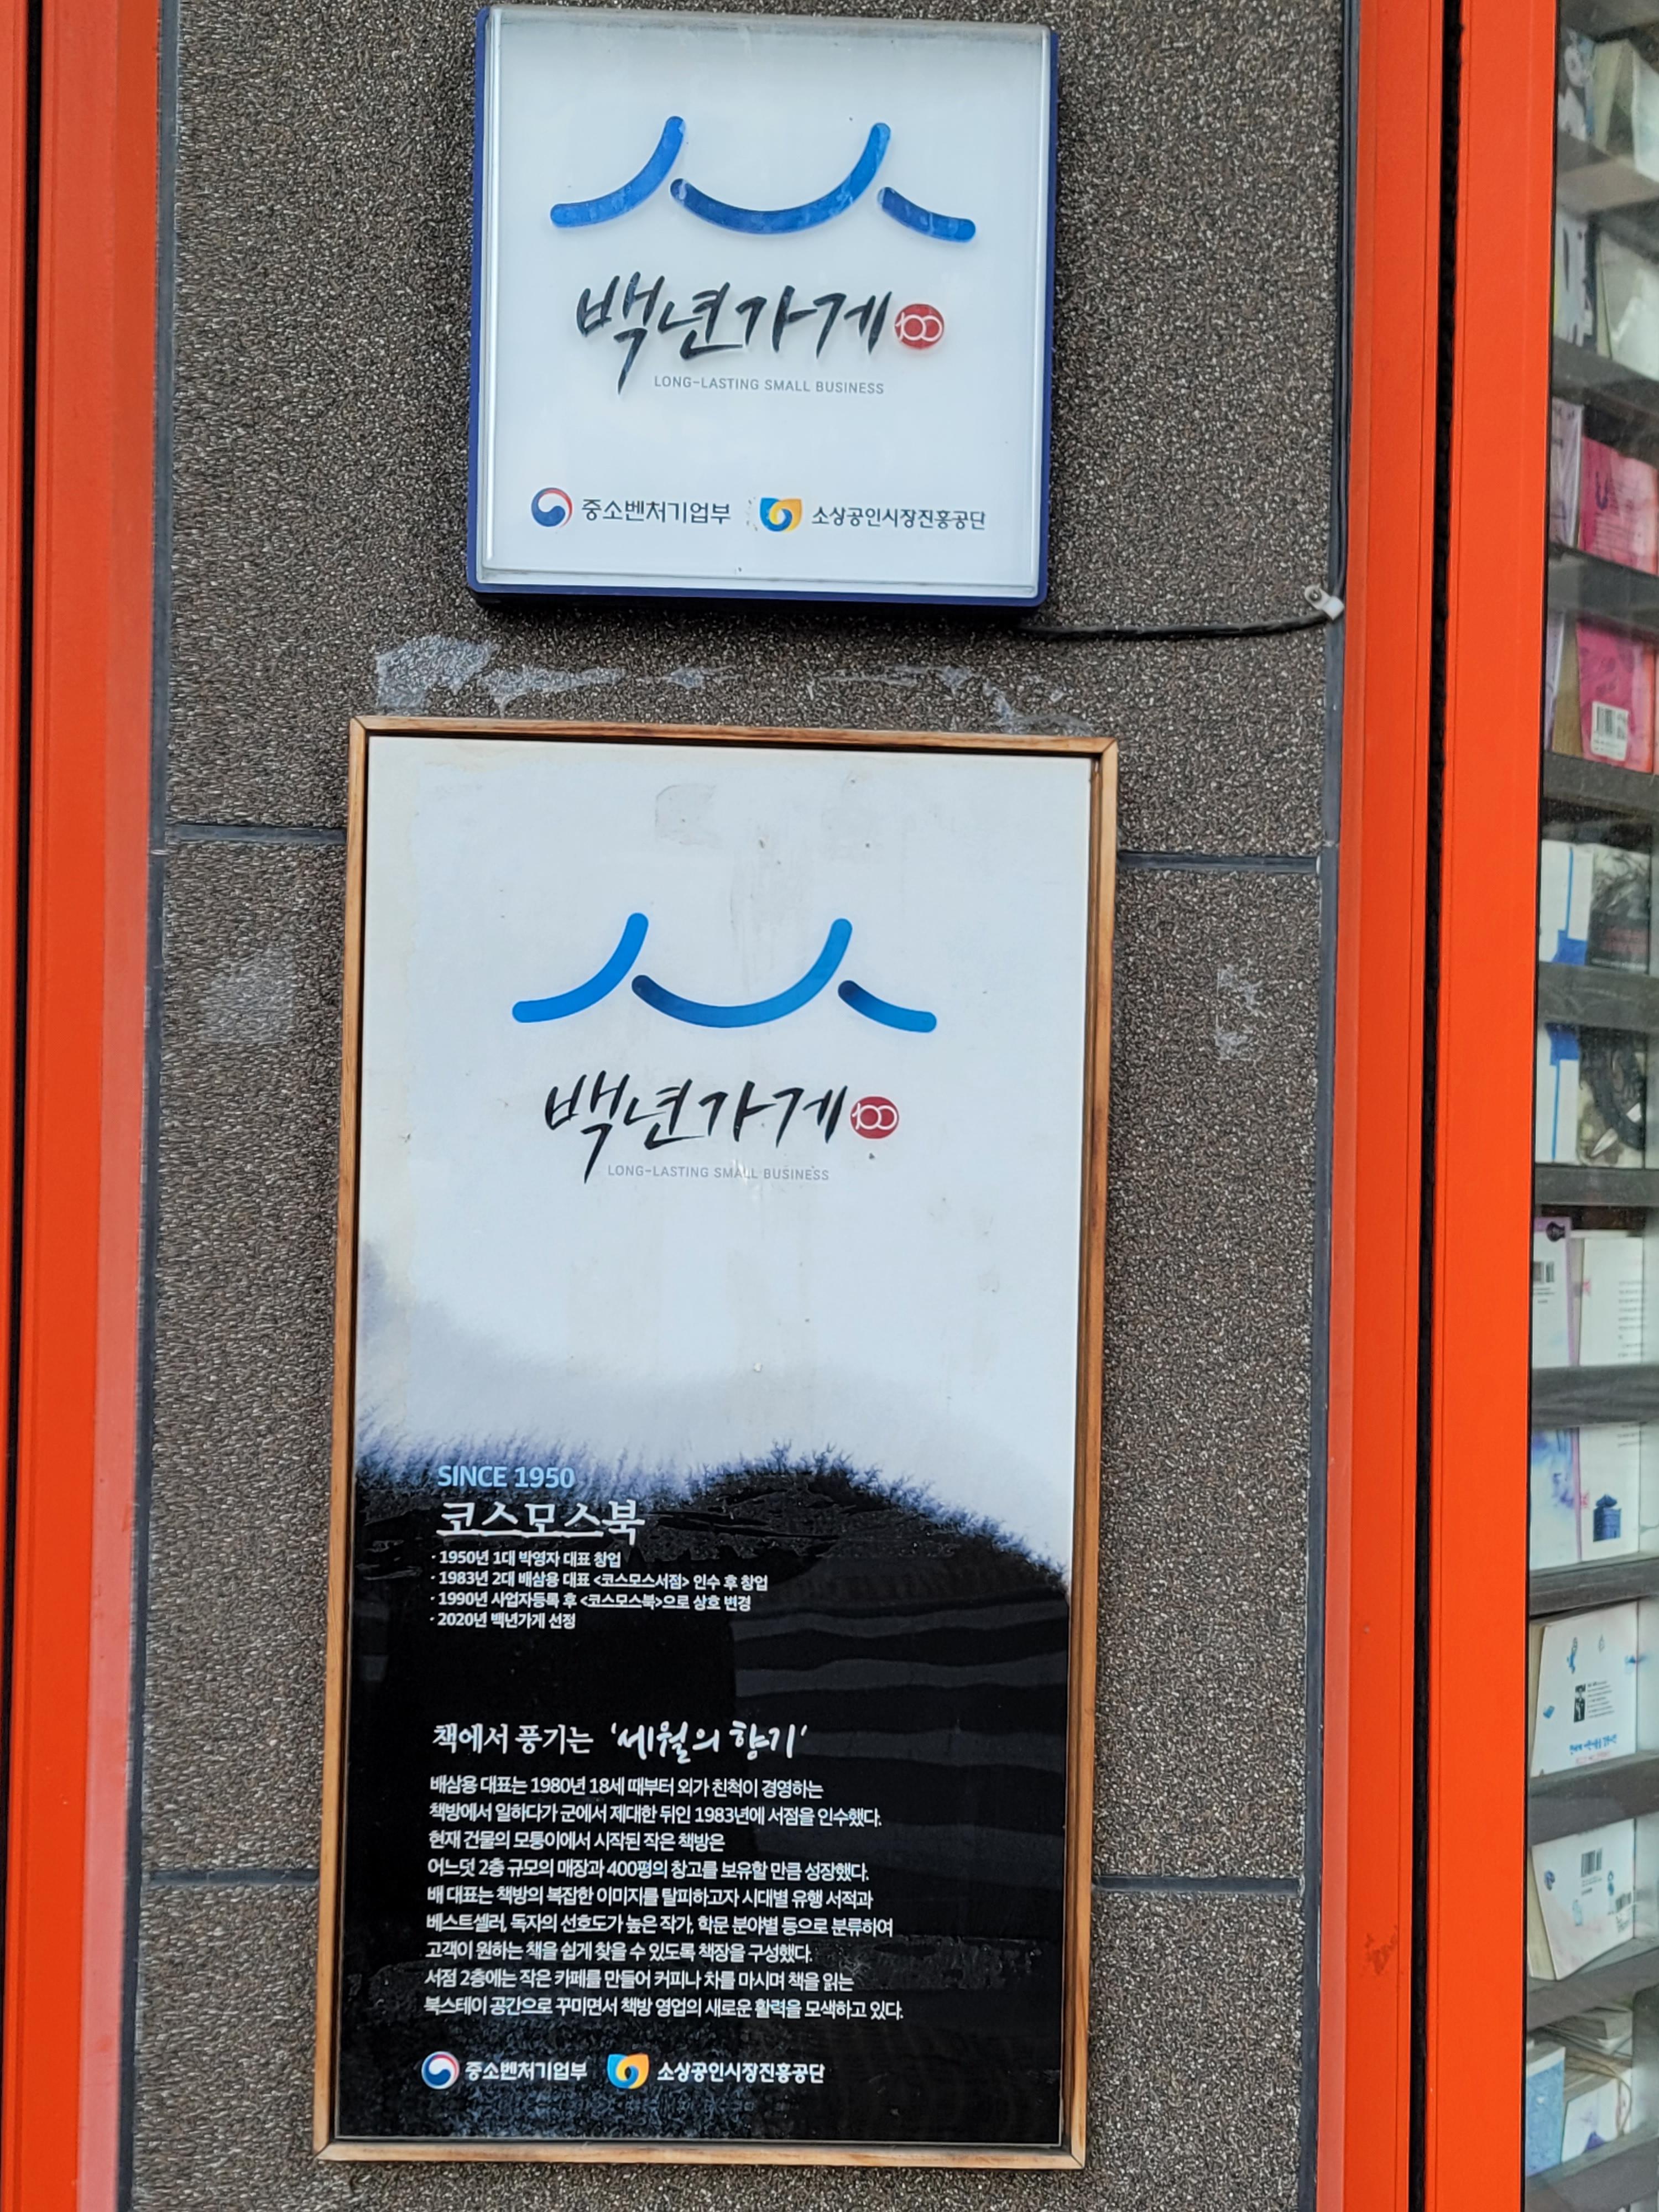 백년가게 100
LONG-LASTING SMALL BUSINESS
중소벤처기업부 소상공인시장진흥공단
백년가게 100
LONG-LASTING SMALL BUSINESS
SINCE 1950
코스모스북
· 1950년 1대 박영자 대표 창업
· 1983년 2대 배삼용 대표 <코스모스서점> 인수 후 창업
· 1990년 사업자등록 후 <코스모스북>으로 상호 변경
· 2020년 백년가게 선정
책에서 풍기는 '세월의 향기'
배삼용 대표는 1980년 18세 때부터 외가 친척이 경영하는
책방에서 일하다가 군에서 제대한 뒤인 1983년에 서점을 인수했다.
현재 건물의 모퉁이에서 시작된 작은 책방은
어느덧 2층 규모의 매장과 400평의 창고를 보유할 만큼 성장했다.
배 대표는 책방의 복잡한 이미지를 탈피하고자 시대별 유행 서적과
베스트셀러, 독자의 선호도가 높은 작가, 학문 분야별 등으로 분류하여
고객이 원하는 책을 쉽게 찾을 수 있도록 책장을 구성했다.
서점 2층에는 작은 카페를 만들어 커피나 차를 마시며 책을 읽는
북스테이 공간으로 꾸미면서 책방 영업의 새로운 활력을 모색하고 있다.
중소벤처기업부 소상공인시장진흥공단